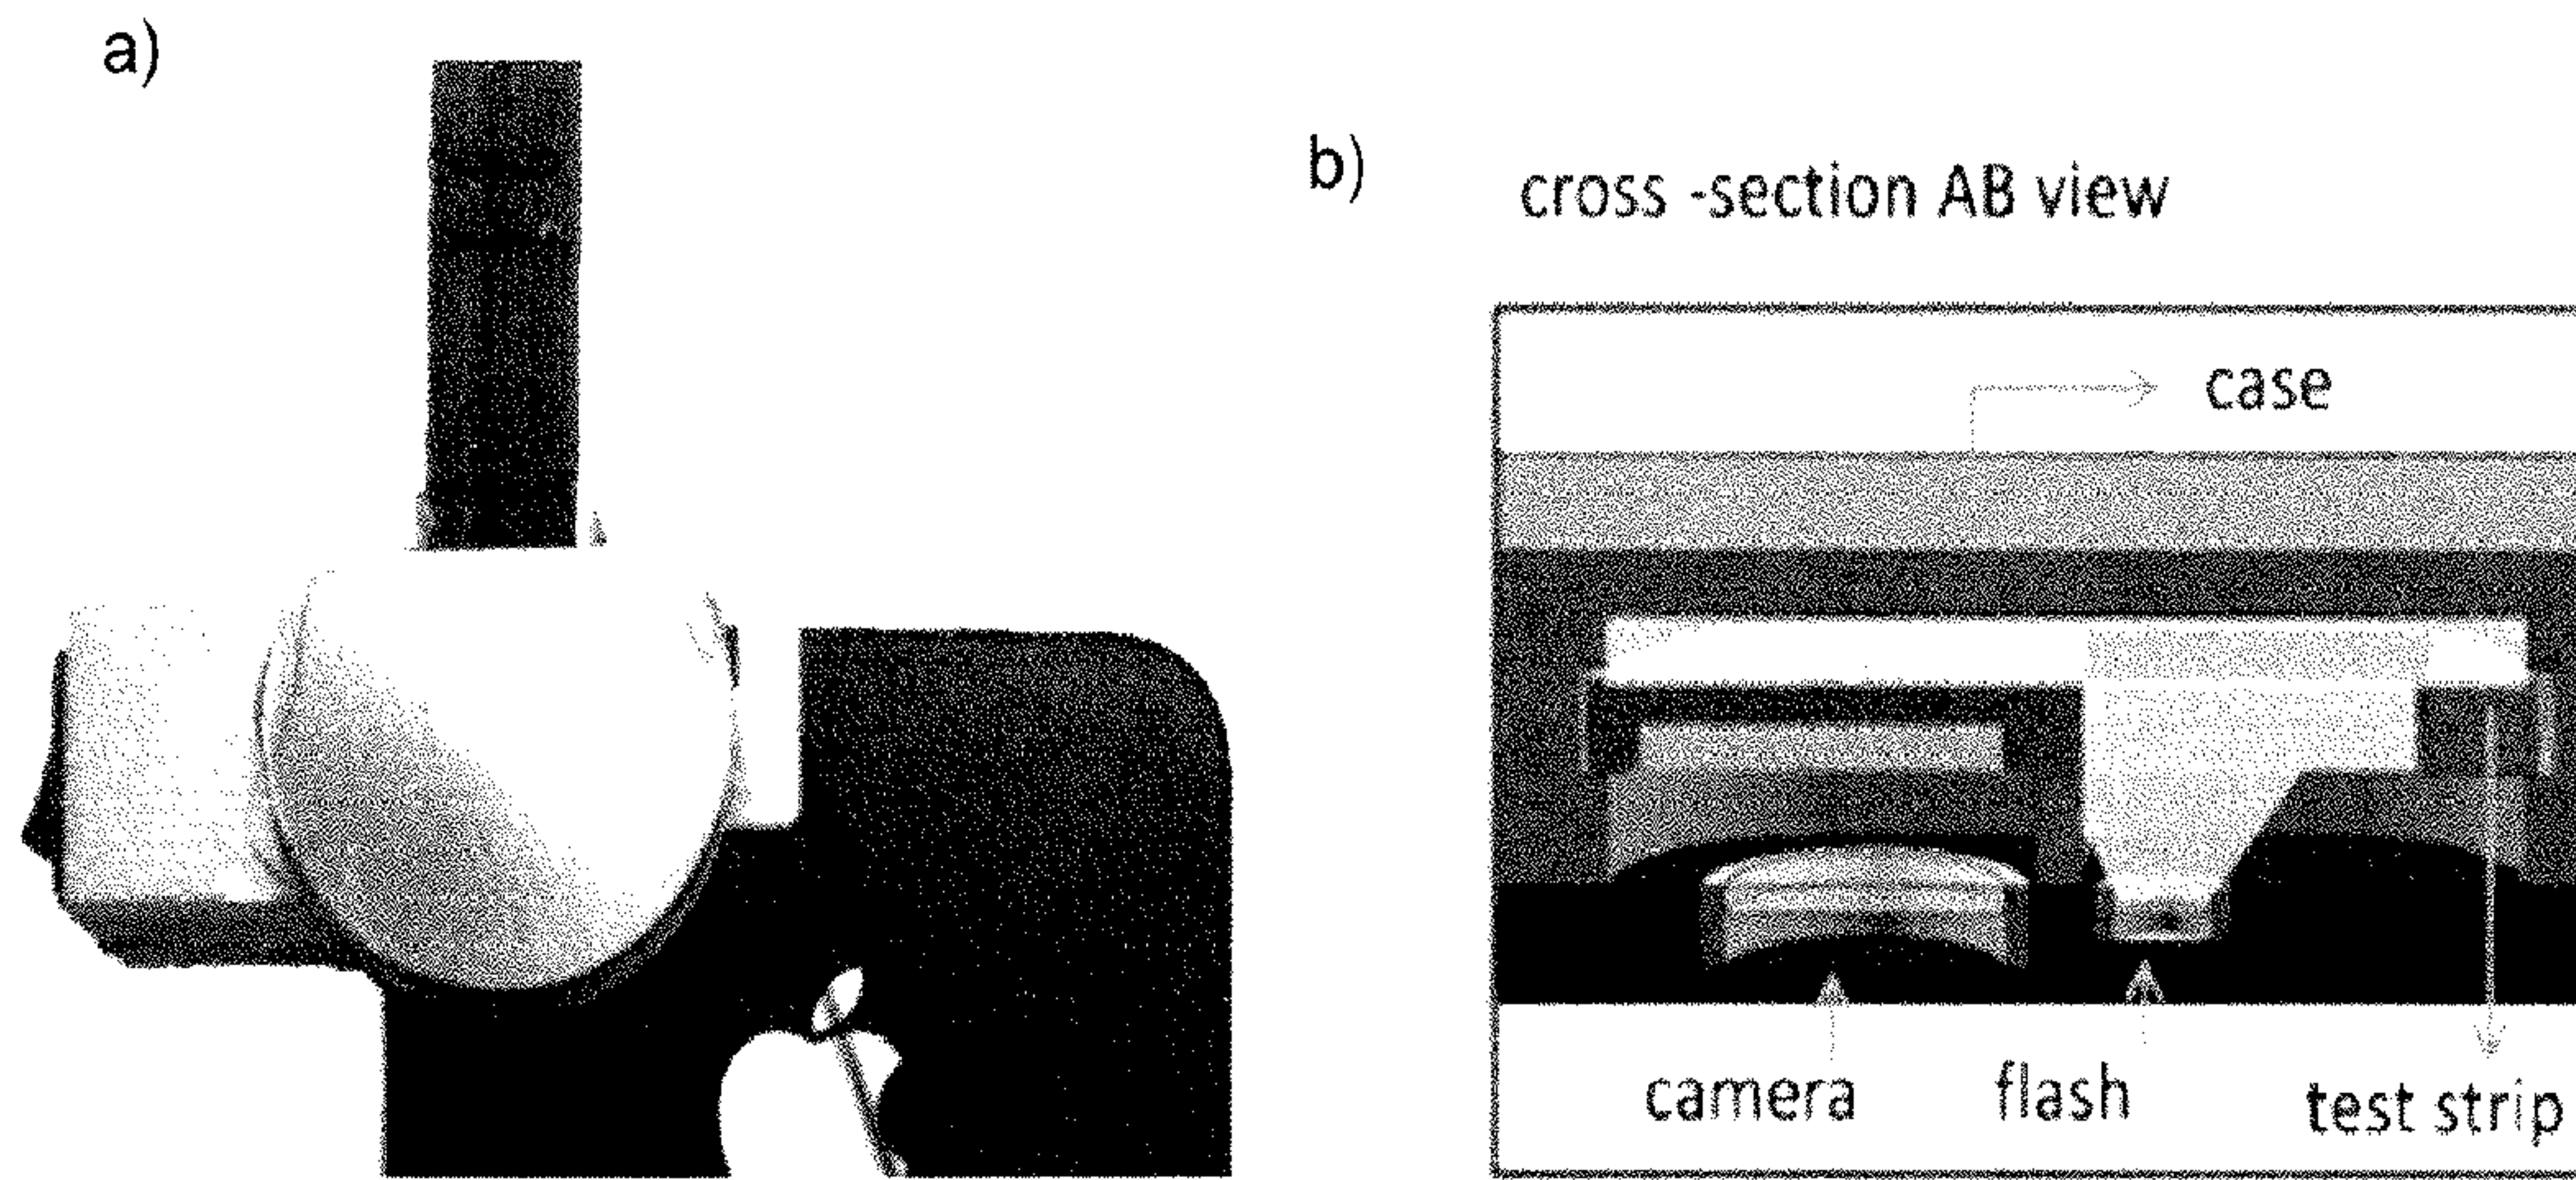 a)
b)
cross -section AB view
case
camera
flash
test strip